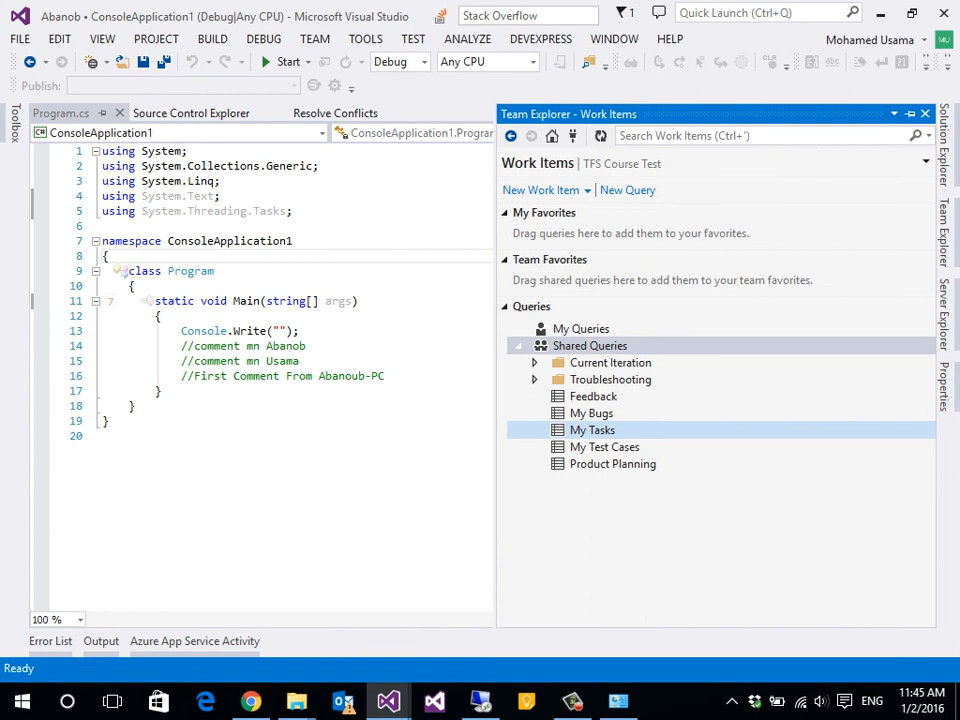 Abanob • ConsoleApplication1 (Debug|Any CPU) - Microsoft Visual Studio
Stack Overflow
1
Quick Launch (Ctrl+Q)
FILE EDIT VIEW PROJECT BUILD DEBUG TEAM TOOLS TEST ANALYZE DEVEXPRESS WINDOW HELP
Mohamed Usama MU
Start Debug Any CPU
Publish:
Toolbox
Program.cs Source Control Explorer Resolve Conflicts
ConsoleApplication1 ConsoleApplication1.Program
1 using System;
2 using System.Collections.Generic;
3 using System.Linq;
4 using System.Text;
5 using System.Threading.Tasks;
6
7 namespace ConsoleApplication1
8 {
9 class Program
10 {
11 7 static void Main(string[] args)
12 {
13 Console.Write("");
14 //comment mn Abanob
15 //comment mn Usama
16 //First Comment From Abanoub-PC
17 }
18 }
19 }
20
100 %
Team Explorer - Work Items
Search Work Items (Ctrl+')
Work Items | TFS Course Test
New Work Item | New Query
My Favorites
Drag queries here to add them to your favorites.
Team Favorites
Drag shared queries here to add them to your team favorites.
Queries
My Queries
Shared Queries
Current Iteration
Troubleshooting
Feedback
My Bugs
My Tasks
My Test Cases
Product Planning
Solution Explorer
Team Explorer
Server Explorer
Properties
Error List Output Azure App Service Activity
Ready
ENG
11:45 AM
1/2/2016